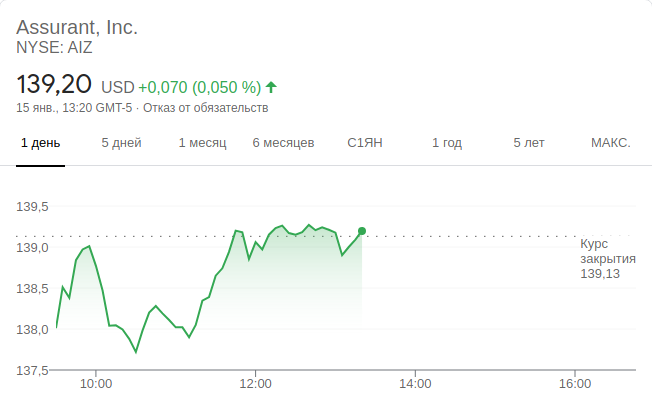 Assurant, Inc.
NYSE: AIZ
139,20 USD +0,070 (0,050 %)
15 янв., 13:20 GMT-5 · Отказ от обязательств
1 день 5 дней 1 месяц 6 месяцев С1ЯН 1 год 5 лет МАКС.
139,5
139,0
138,5
138,0
137,5
Курс
закрытия
139,13
10:00 12:00 14:00 16:00